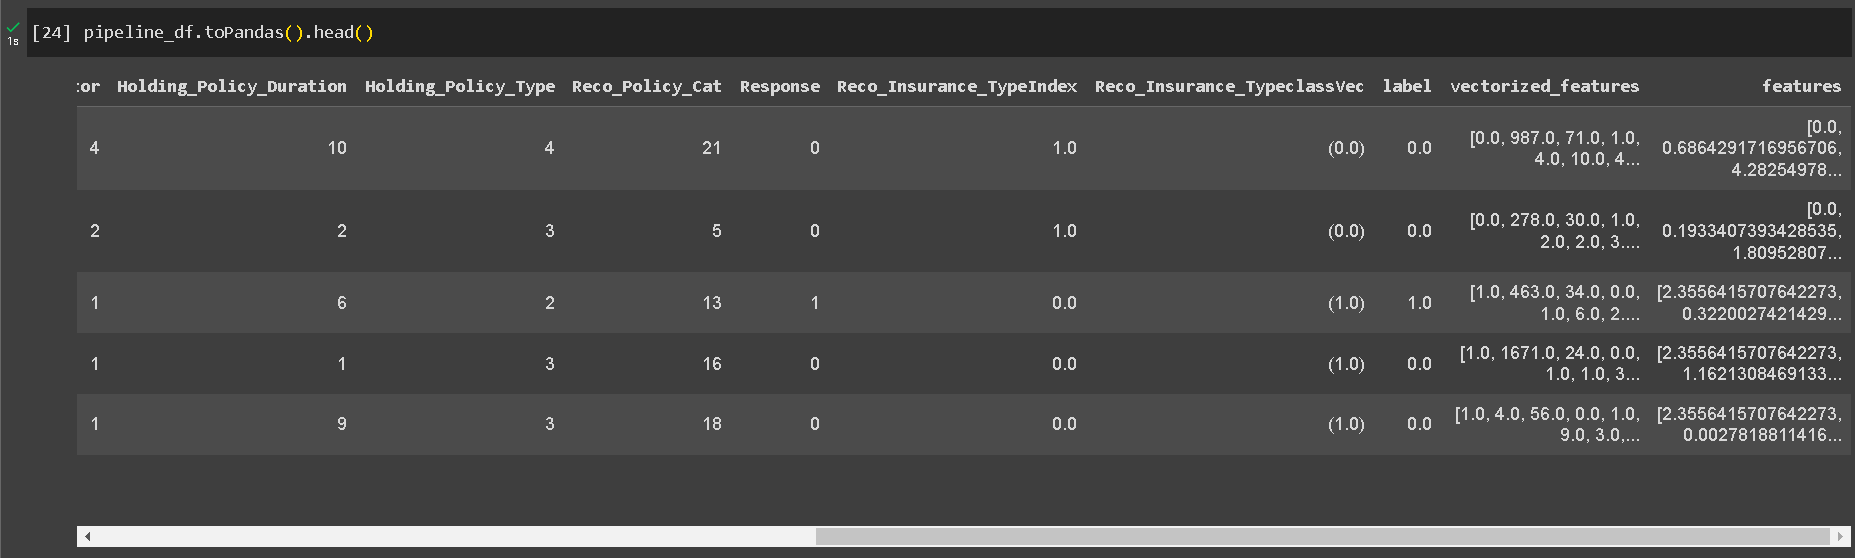 [24] pipeline_df.toPandas().head()
1s
tor Holding_Policy_Duration Holding_Policy_Type Reco_Policy_Cat Response Reco_Insurance_TypeIndex Reco_Insurance_TypeclassVec label vectorized_features features
4 10 4 21 0 1.0 (0.0) 0.0 [0.0, 987.0, 71.0, 1.0, 4.0, 10.0, 4... [0.0, 0.6864291716956706, 4.28254978...
2 2 3 5 0 1.0 (0.0) 0.0 [0.0, 278.0, 30.0, 1.0, 2.0, 2.0, 3.... [0.0, 0.1933407393428535, 1.80952807...
1 6 2 13 1 0.0 (1.0) 1.0 [1.0, 463.0, 34.0, 0.0, 1.0, 6.0, 2.... [2.3556415707642273, 0.3220027421429...
1 1 3 16 0 0.0 (1.0) 0.0 [1.0, 1671.0, 24.0, 0.0, 1.0, 1.0, 3... [2.3556415707642273, 1.1621308469133...
1 9 3 18 0 0.0 (1.0) 0.0 [1.0, 4.0, 56.0, 0.0, 1.0, 9.0, 3.0,... [2.3556415707642273, 0.0027818811416...